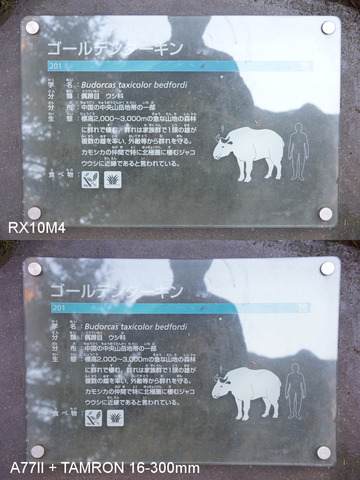 ゴールデンターキン
201
学名：Budorcas taxicolor bedfordi
分類：偶蹄目 ウシ科
分布：中国の中央山岳地帯の一部
生態：標高2,000〜3,000mの急な山地の森林
に群れで棲む。群れは家族群で1頭の雄が
複数の雌を率い、外敵等から群れを守る。
カモシカの仲間で特に北極圏に棲むジャコ
ウウシに近縁であると言われている。
食べ物：
RX10M4
ゴールデンターキン
201
学名：Budorcas taxicolor bedfordi
分類：偶蹄目 ウシ科
分布：中国の中央山岳地帯の一部
生態：標高2,000〜3,000mの急な山地の森林
に群れで棲む。群れは家族群で1頭の雄が
複数の雌を率い、外敵等から群れを守る。
カモシカの仲間で特に北極圏に棲むジャコ
ウウシに近縁であると言われている。
食べ物：
A77II + TAMRON 16-300mm